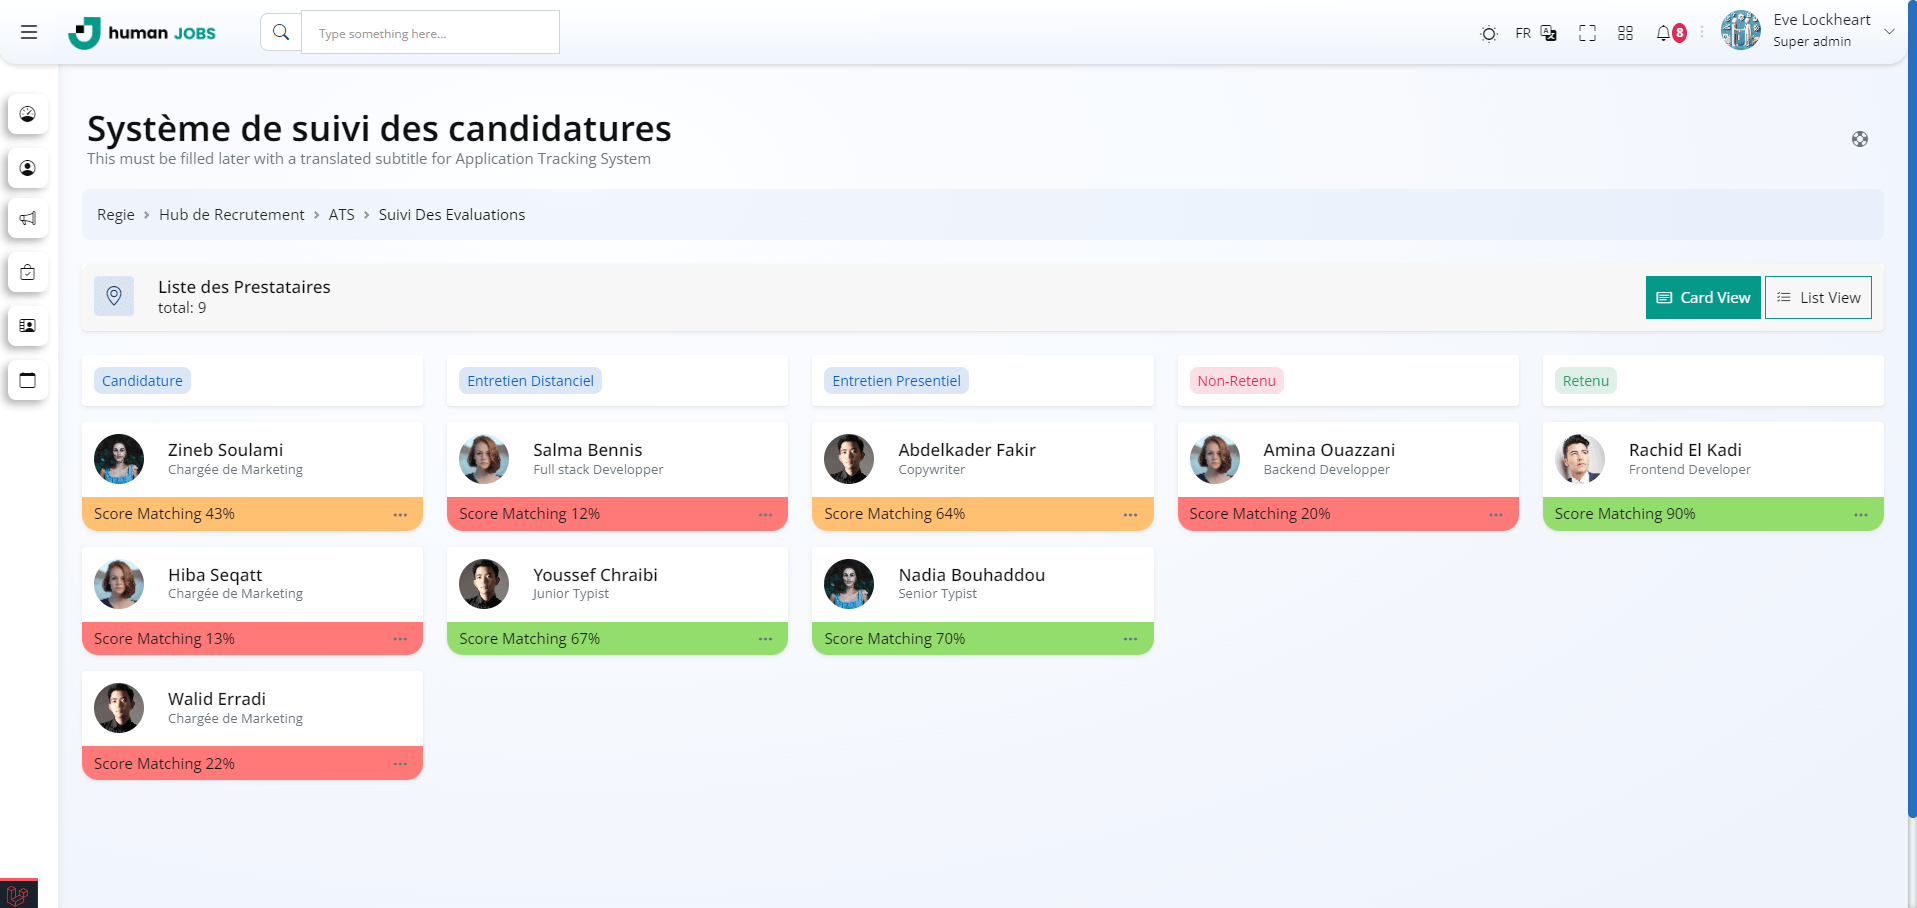 human JOBS
Type something here...
FR
8
Eve Lockheart
Super admin
Système de suivi des candidatures
This must be filled later with a translated subtitle for Application Tracking System
Regie > Hub de Recrutement > ATS > Suivi Des Evaluations
Liste des Prestataires
total: 9
Card View
List View
Candidature
Entretien Distanciel
Entretien Presentiel
Non-Retenu
Retenu
Zineb Soulami
Chargée de Marketing
Score Matching 43%
Salma Bennis
Full stack Developper
Score Matching 12%
Abdelkader Fakir
Copywriter
Score Matching 64%
Amina Ouazzani
Backend Developper
Score Matching 20%
Rachid El Kadi
Frontend Developer
Score Matching 90%
Hiba Seqatt
Chargée de Marketing
Score Matching 13%
Youssef Chraibi
Junior Typist
Score Matching 67%
Nadia Bouhaddou
Senior Typist
Score Matching 70%
Walid Erradi
Chargée de Marketing
Score Matching 22%